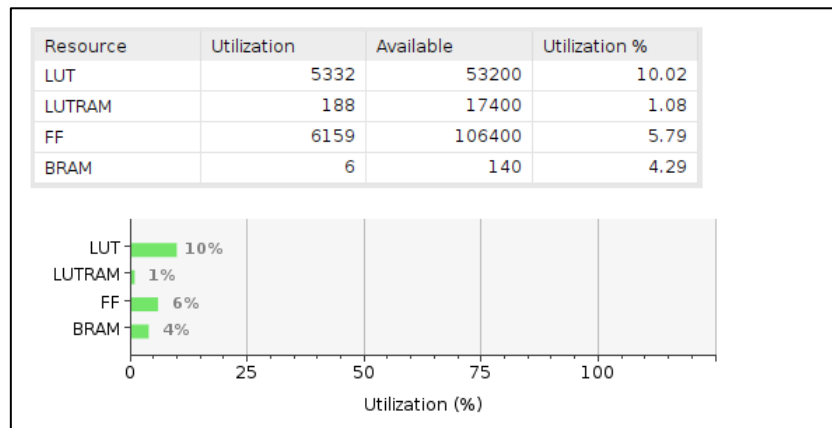 Resource Utilization Available Utilization %
LUT 5332 53200 10.02
LUTRAM 188 17400 1.08
FF 6159 106400 5.79
BRAM 6 140 4.29
LUT 10%
LUTRAM 1%
FF 6%
BRAM 4%
0 25 50 75 100
Utilization (%)